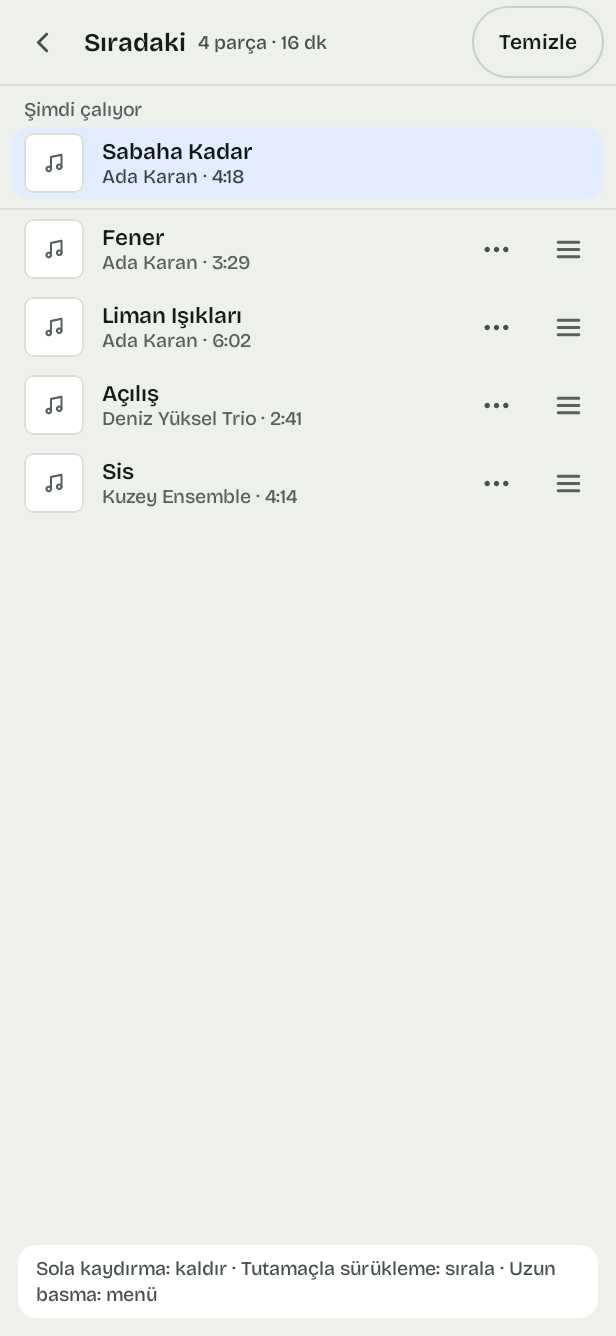 Sıradaki 4 parça · 16 dk
Temizle
Şimdi çalıyor
Sabaha Kadar
Ada Karan · 4:18
Fener
Ada Karan · 3:29
Liman Işıkları
Ada Karan · 6:02
Açılış
Deniz Yüksel Trio · 2:41
Sis
Kuzey Ensemble · 4:14
Sola kaydırma: kaldır · Tutamaçla sürükleme: sırala · Uzun
basma: menü